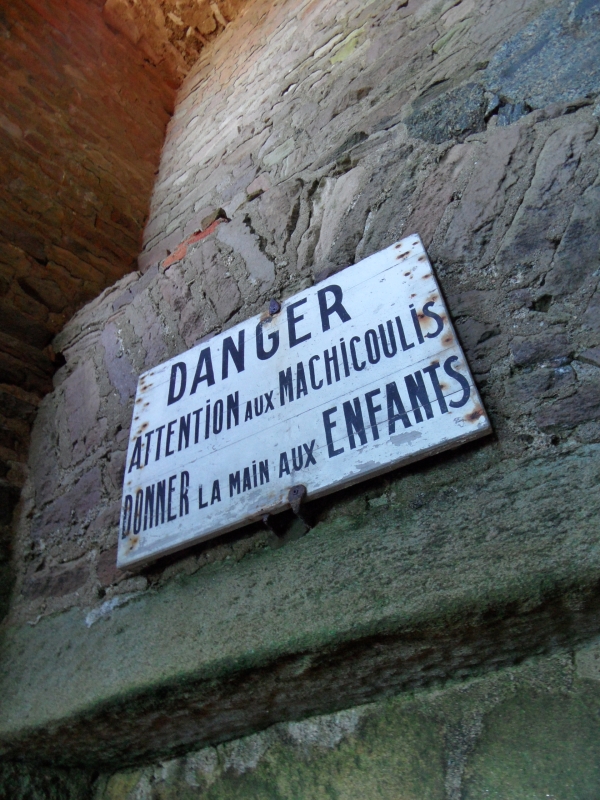 DANGER
ATTENTION AUX MACHICOULIS
DONNER LA MAIN AUX ENFANTS